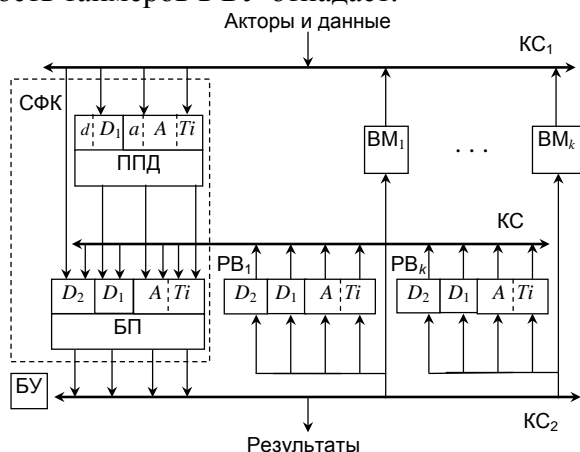 Акторы и данные
КС1
СФК
d D1 a A Ti
ППД
ВМ1 . . . ВМk
КС
РВ1 РВk
D2 D1 A Ti D2 D1 A Ti D2 D1 A Ti
БП
БУ
КС2
Результаты